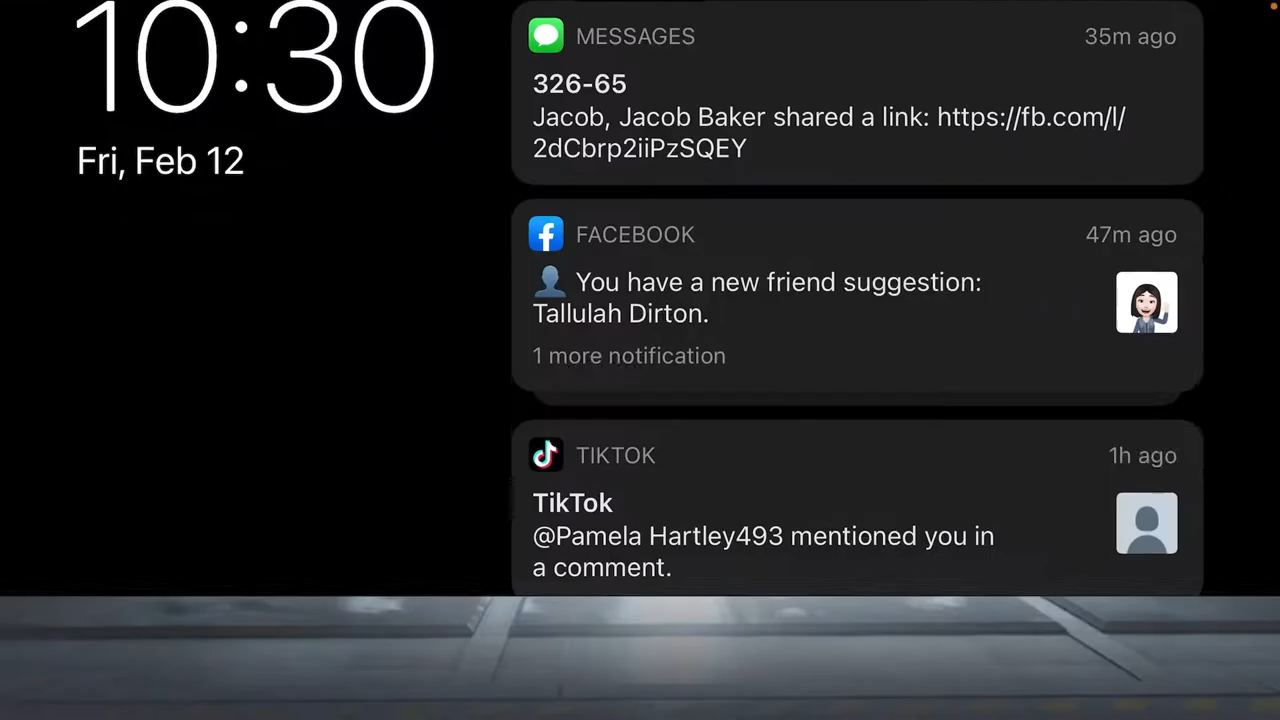 10:30
Fri, Feb 12
MESSAGES
35m ago
326-65
Jacob, Jacob Baker shared a link: https://fb.com/l/
2dCbrp2iiPzSQEY
FACEBOOK
47m ago
You have a new friend suggestion:
Tallulah Dirton.
1 more notification
TIKTOK
1h ago
TikTok
@Pamela Hartley493 mentioned you in
a comment.